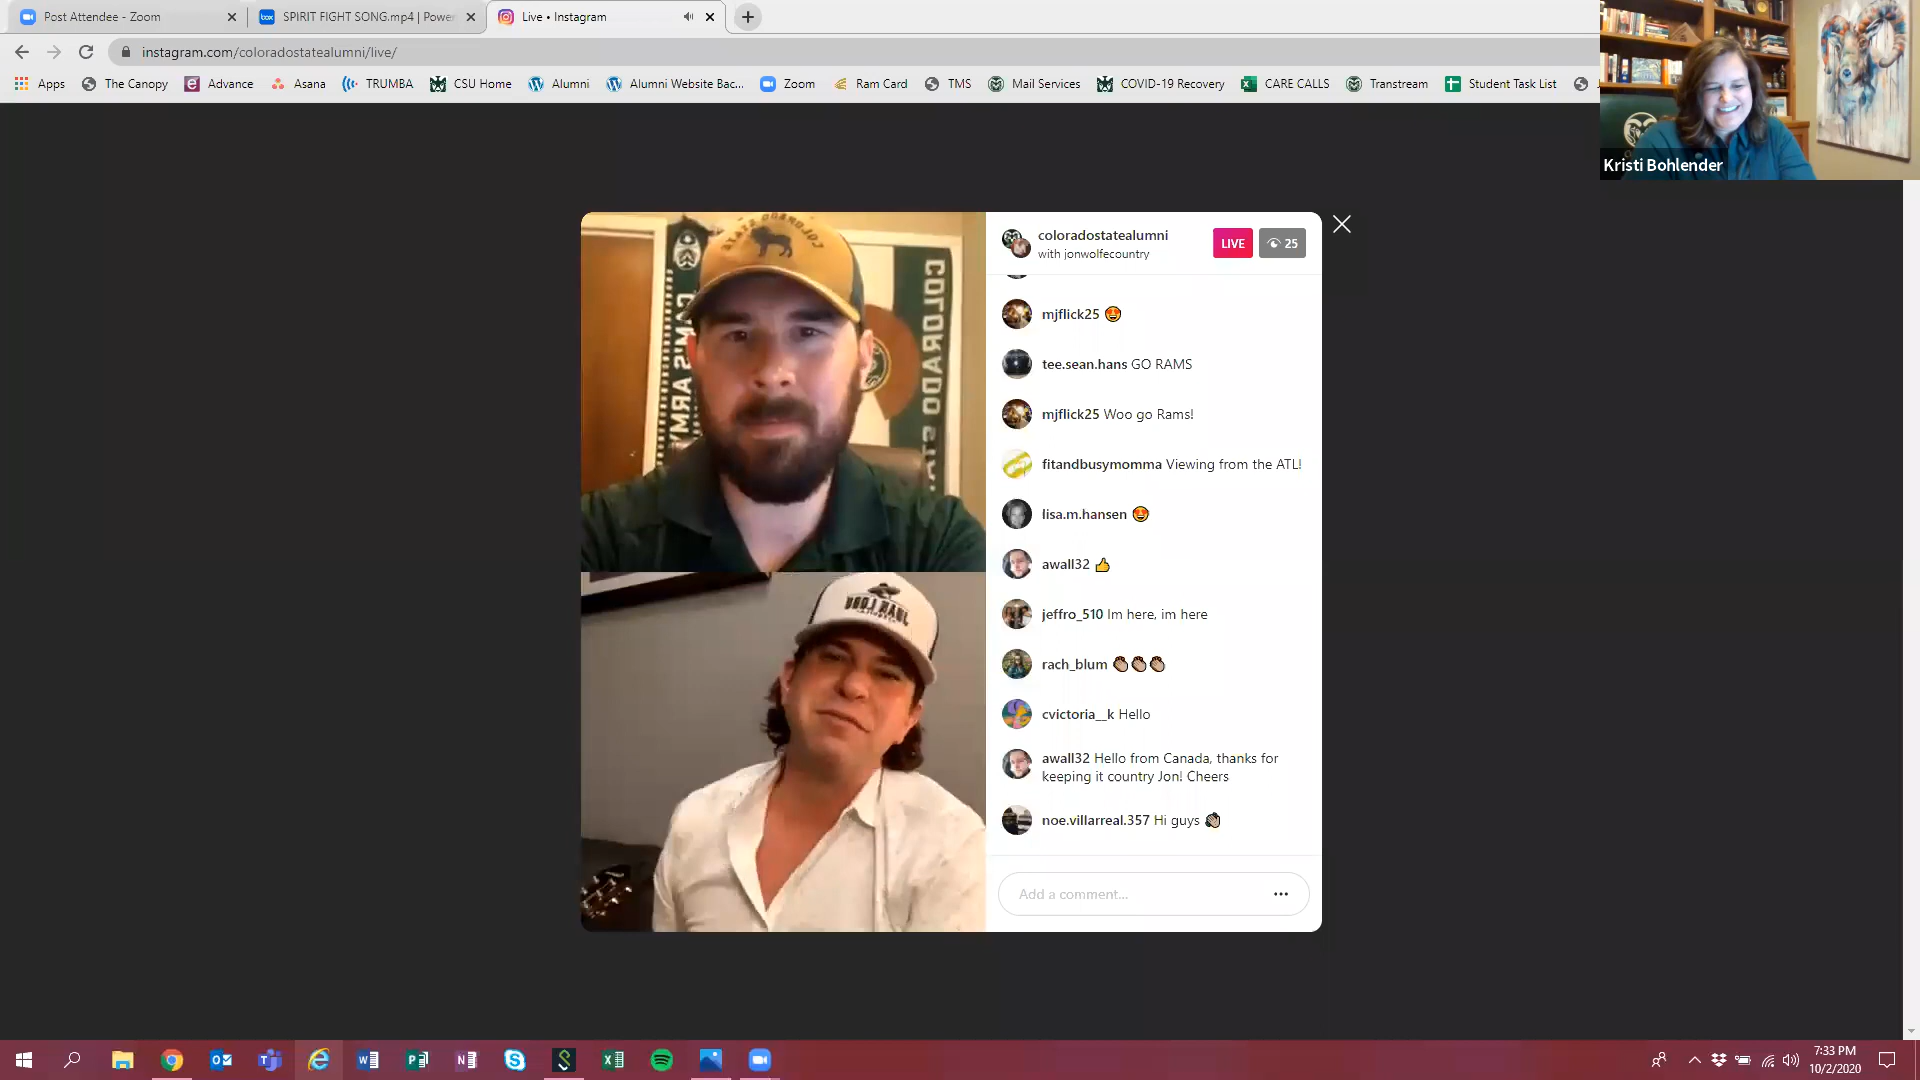 Post Attendee - Zoom
SPIRIT FIGHT SONG.mp4 | Power
Live • Instagram
instagram.com/coloradostatealumni/live/
Apps
The Canopy
Advance
Asana
TRUMBA
CSU Home
Alumni
Alumni Website Bac...
Zoom
Ram Card
TMS
Mail Services
COVID-19 Recovery
CARE CALLS
Transtream
Student Task List
Kristi Bohlender
COLORADO STATE
COLORADO STA
CAM'S ARMY
coloradostatealumni
with jonwolfecountry
LIVE
25
mjflick25 🤩
tee.sean.hans GO RAMS
mjflick25 Woo go Rams!
fitandbusymomma Viewing from the ATL!
lisa.m.hansen 🤩
awall32 👍
jeffro_510 Im here, im here
rach_blum 👏🏼👏🏼👏🏼
cvictoria__k Hello
awall32 Hello from Canada, thanks for
keeping it country Jon! Cheers
noe.villarreal.357 Hi guys 👋
Add a comment...
7:33 PM
10/2/2020